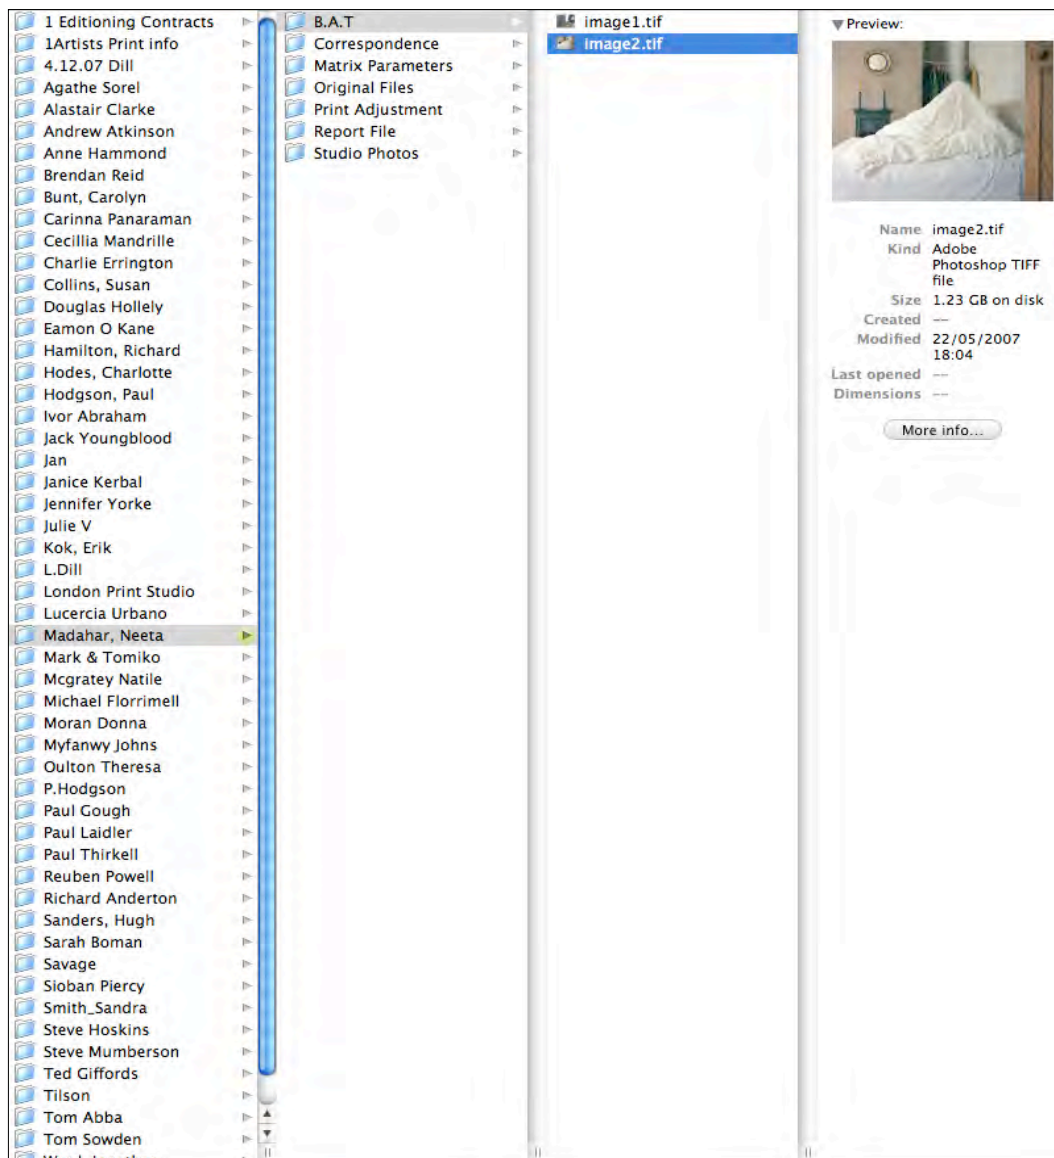 1 Editioning Contracts
1Artists Print info
4.12.07 Dill
Agathe Sorel
Alastair Clarke
Andrew Atkinson
Anne Hammond
Brendan Reid
Bunt, Carolyn
Carinna Panaraman
Cecillia Mandrille
Charlie Errington
Collins, Susan
Douglas Hollely
Eamon O Kane
Hamilton, Richard
Hodes, Charlotte
Hodgson, Paul
Ivor Abraham
Jack Youngblood
Jan
Janice Kerbal
Jennifer Yorke
Julie V
Kok, Erik
L.Dill
London Print Studio
Lucercia Urbano
Madahar, Neeta
Mark & Tomiko
Mcgratey Natile
Michael Florrimell
Moran Donna
Myfanwy Johns
Oulton Theresa
P.Hodgson
Paul Gough
Paul Laidler
Paul Thirkell
Reuben Powell
Richard Anderton
Sanders, Hugh
Sarah Boman
Savage
Sioban Piercy
Smith_Sandra
Steve Hoskins
Steve Mumberson
Ted Giffords
Tilson
Tom Abba
Tom Sowden
B.A.T
Correspondence
Matrix Parameters
Original Files
Print Adjustment
Report File
Studio Photos
image1.tif
image2.tif
Preview:
Name image2.tif
Kind Adobe
Photoshop TIFF
file
Size 1.23 GB on disk
Created --
Modified 22/05/2007
18:04
Last opened --
Dimensions --
More info...